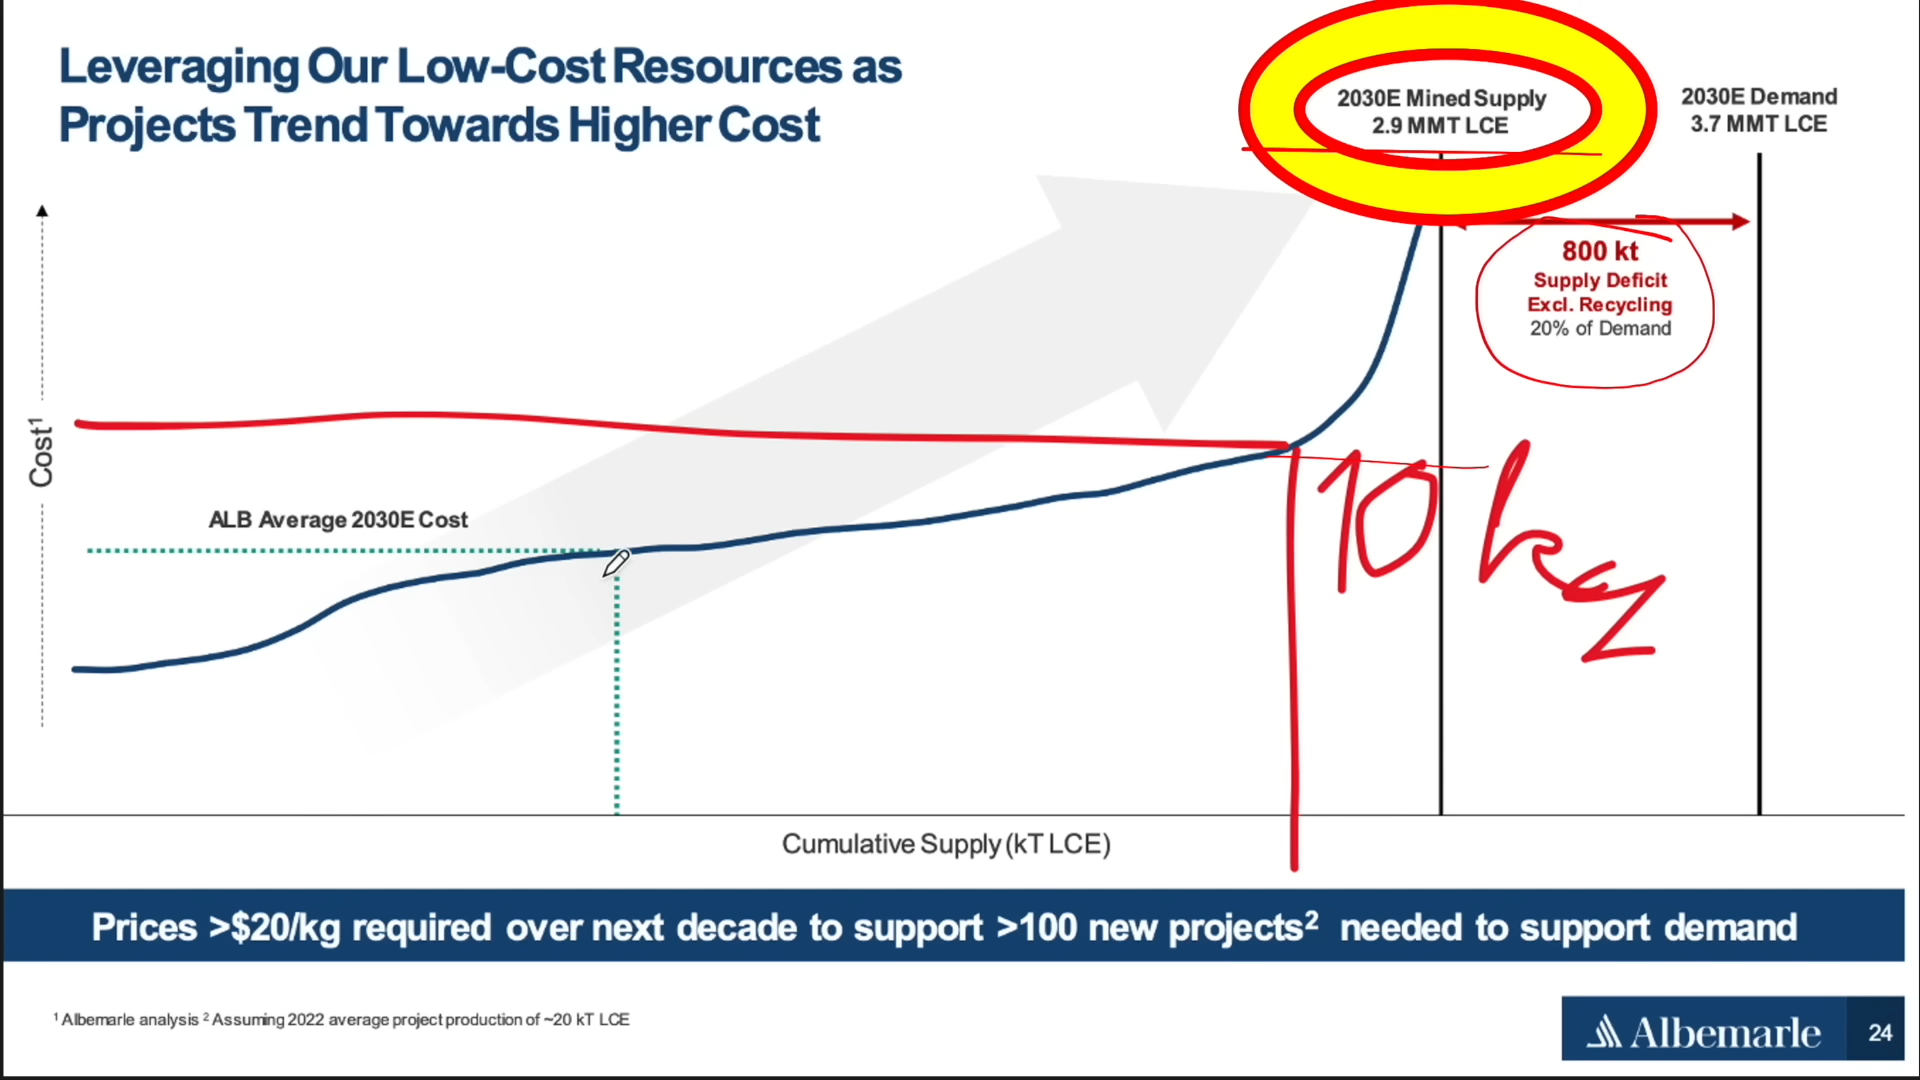 Leveraging Our Low-Cost Resources as
Projects Trend Towards Higher Cost
2030E Mined Supply
2.9 MMT LCE
2030E Demand
3.7 MMT LCE
800 kt
Supply Deficit
Excl. Recycling
20% of Demand
Cost¹
ALB Average 2030E Cost
10
Cumulative Supply (kT LCE)
Prices >$20/kg required over next decade to support >100 new projects² needed to support demand
¹ Albemarle analysis ² Assuming 2022 average project production of ~20 kT LCE
Albemarle
24